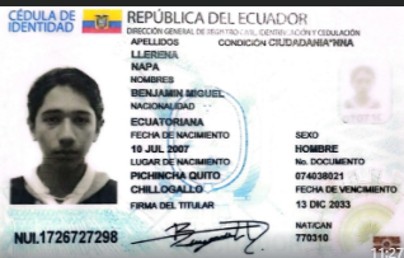 CÉDULA DE IDENTIDAD
REPÚBLICA DEL ECUADOR
DIRECCIÓN GENERAL DE REGISTRO CIVIL, IDENTIFICACIÓN Y CEDULACIÓN
APELLIDOS
CONDICIÓN CIUDADANIA*NNA
LLERENA
NAPA
NOMBRES
BENJAMIN MIGUEL
NACIONALIDAD
ECUATORIANA
FECHA DE NACIMIENTO
SEXO
10 JUL 2007
HOMBRE
LUGAR DE NACIMIENTO
No. DOCUMENTO
PICHINCHA QUITO
074038021
CHILLOGALLO
FECHA DE VENCIMIENTO
FIRMA DEL TITULAR
13 DIC 2033
NUI.1726727298
NAT/CAN
770310
11:27